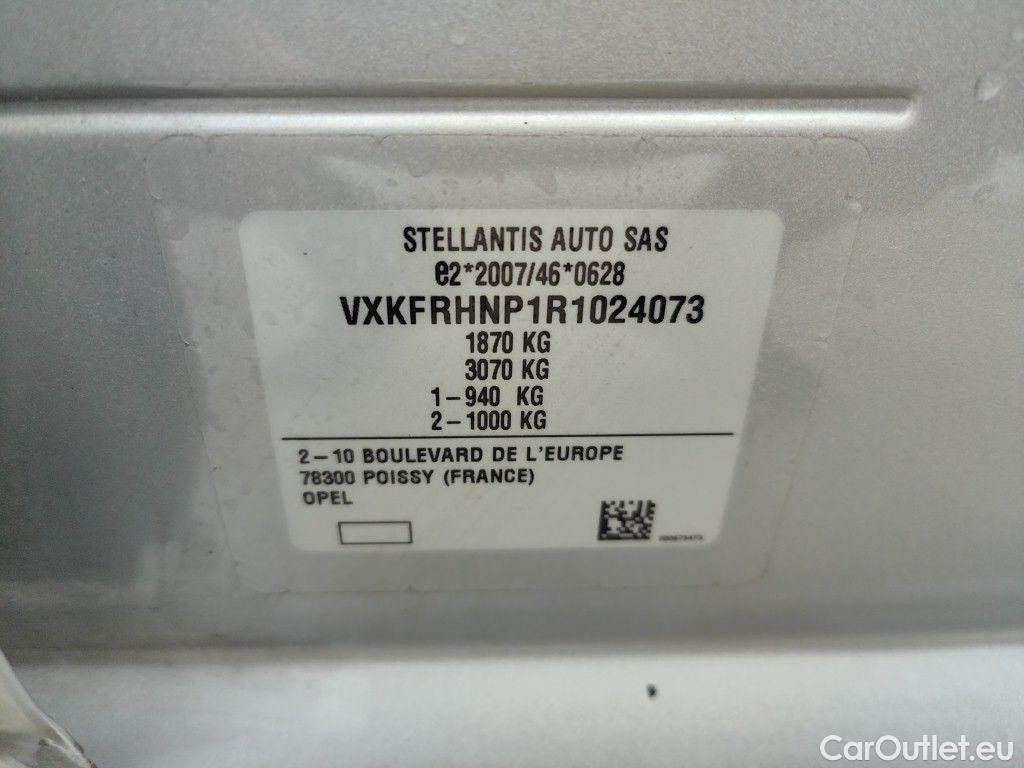 STELLANTIS AUTO SAS
e2*2007/46*0628
VXKFRHNP1R1024073
1870 KG
3070 KG
1-940 KG
2-1000 KG
2-10 BOULEVARD DE L'EUROPE
78300 POISSY (FRANCE)
OPEL
CarOutlet.eu